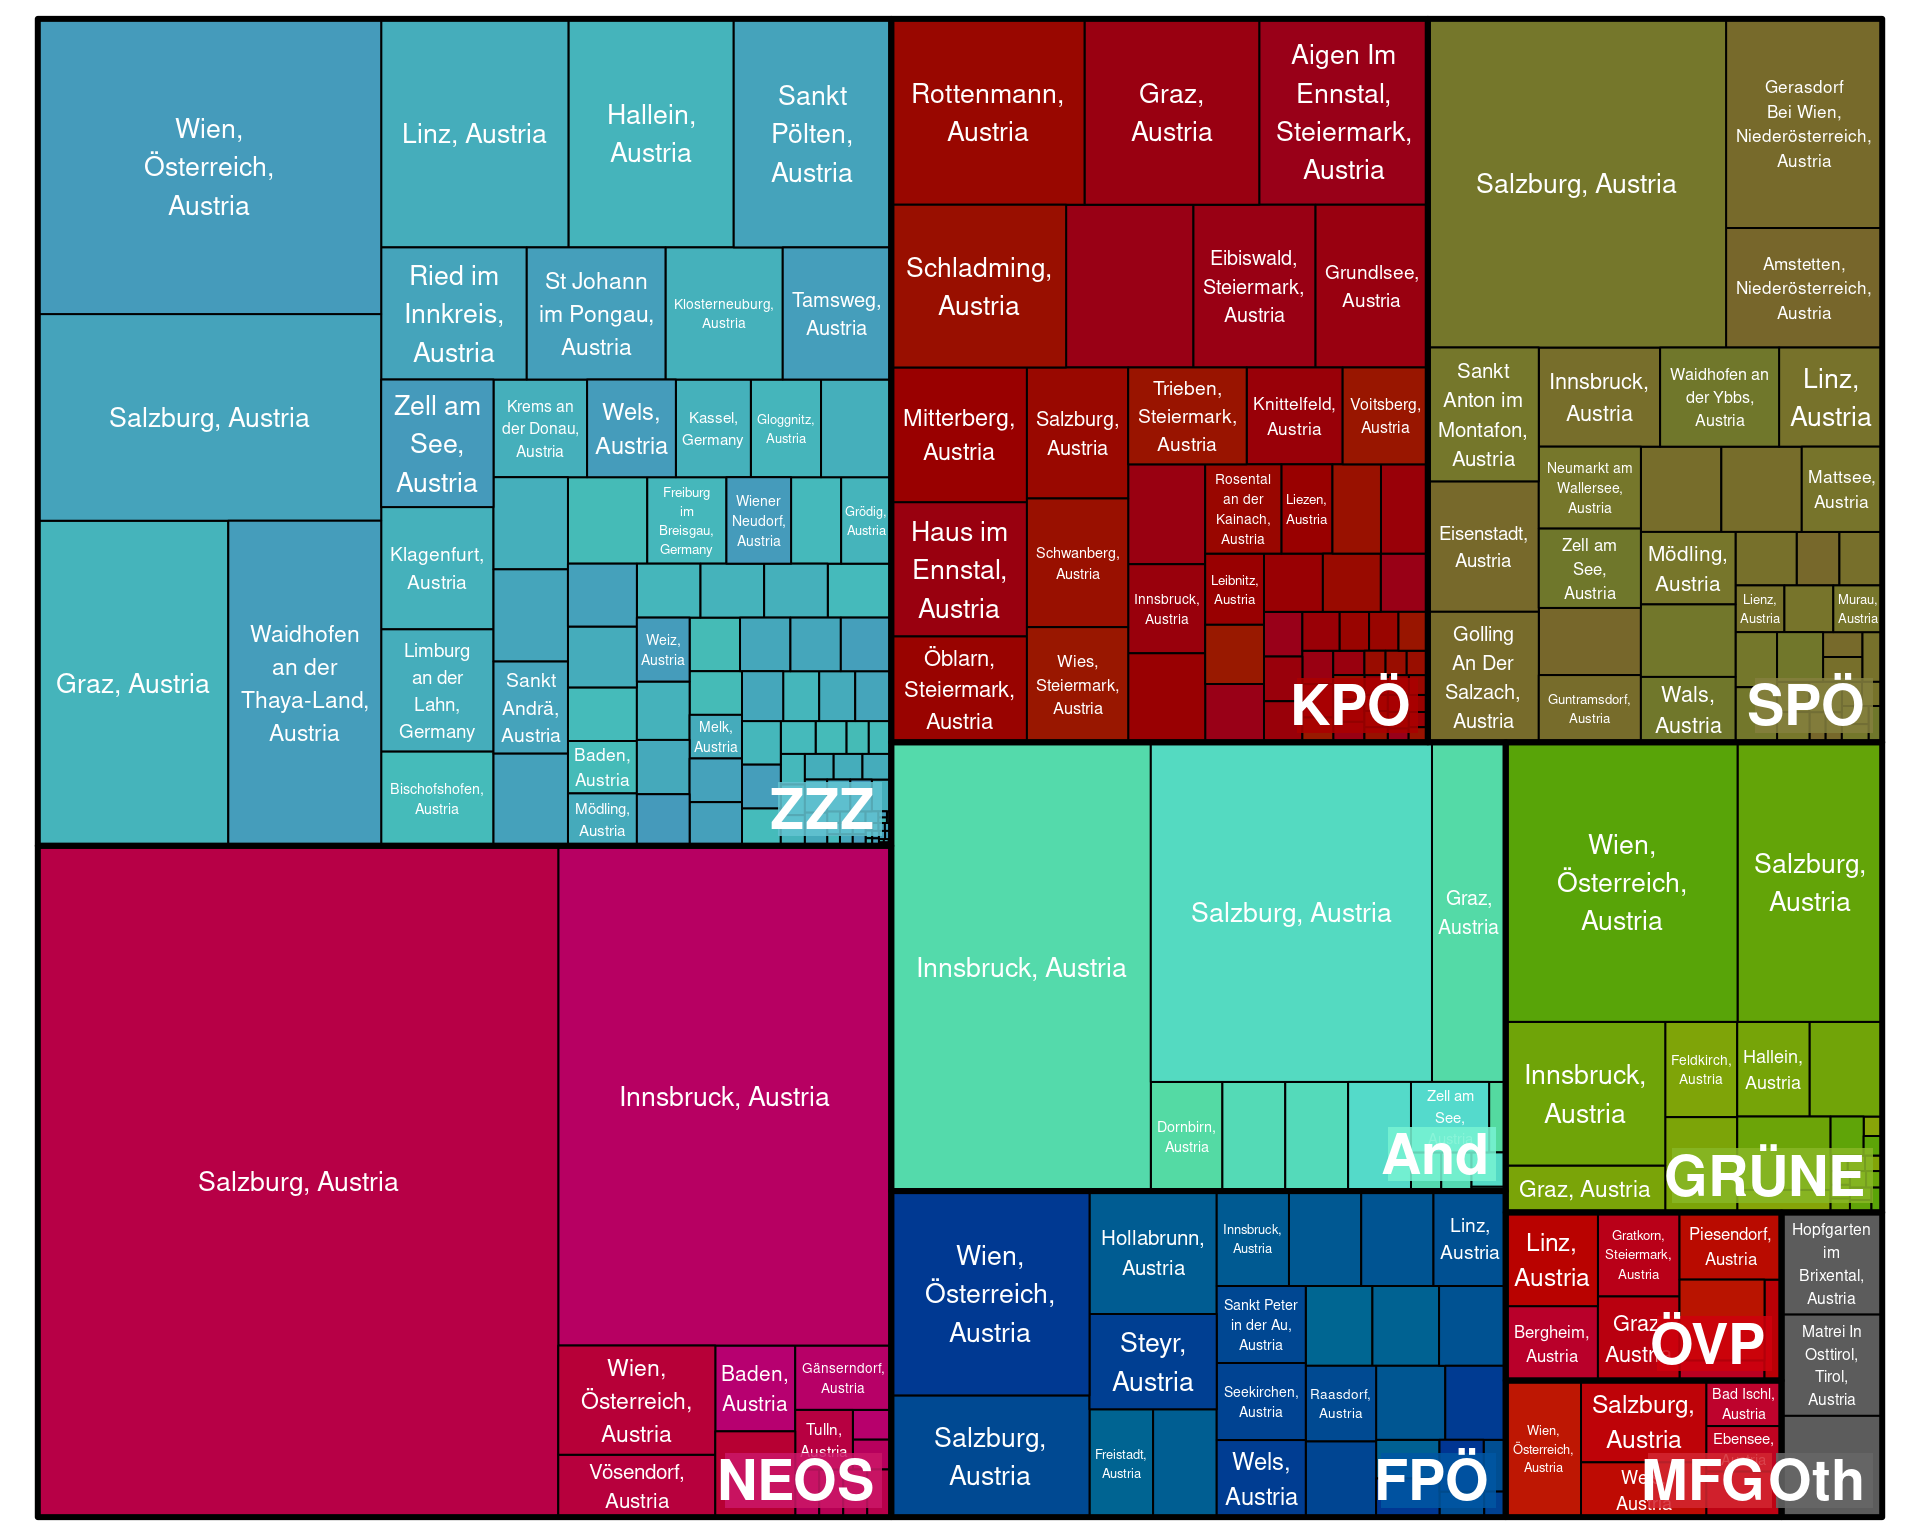 Wien,
Österreich,
Austria
Linz, Austria
Hallein,
Austria
Sankt
Pölten,
Austria
Salzburg, Austria
Ried im
Innkreis,
Austria
St Johann
im Pongau,
Austria
Klosterneuburg,
Austria
Tamsweg,
Austria
Zell am
See,
Austria
Krems an
der Donau,
Austria
Wels,
Austria
Kassel,
Germany
Gloggnitz,
Austria
Freiburg
im
Breisgau,
Germany
Wiener
Neudorf,
Austria
Grödig,
Austria
Graz, Austria
Waidhofen
an der
Thaya-Land,
Austria
Klagenfurt,
Austria
Limburg
an der
Lahn,
Germany
Bischofshofen,
Austria
Sankt
Andrä,
Austria
Weiz,
Austria
Melk,
Austria
Baden,
Austria
Mödling,
Austria
ZZZ
Rottenmann,
Austria
Graz,
Austria
Aigen Im
Ennstal,
Steiermark,
Austria
Schladming,
Austria
Eibiswald,
Steiermark,
Austria
Grundlsee,
Austria
Mitterberg,
Austria
Salzburg,
Austria
Trieben,
Steiermark,
Austria
Knittelfeld,
Austria
Voitsberg,
Austria
Rosental
an der
Kainach,
Austria
Liezen,
Austria
Haus im
Ennstal,
Austria
Schwanberg,
Austria
Innsbruck,
Austria
Leibnitz,
Austria
Öblarn,
Steiermark,
Austria
Wies,
Steiermark,
Austria
KPÖ
Salzburg, Austria
Gerasdorf
Bei Wien,
Niederösterreich,
Austria
Amstetten,
Niederösterreich,
Austria
Sankt
Anton im
Montafon,
Austria
Innsbruck,
Austria
Waidhofen an
der Ybbs,
Austria
Linz,
Austria
Neumarkt am
Wallersee,
Austria
Mattsee,
Austria
Eisenstadt,
Austria
Zell am
See,
Austria
Mödling,
Austria
Lienz,
Austria
Murau,
Austria
Golling
An Der
Salzach,
Austria
Guntramsdorf,
Austria
Wals,
Austria
SPÖ
Salzburg, Austria
Innsbruck, Austria
Wien,
Österreich,
Austria
Baden,
Austria
Gänserndorf,
Austria
Tulln,
Austria
Vösendorf,
Austria
NEOS
Innsbruck, Austria
Salzburg, Austria
Graz,
Austria
Dornbirn,
Austria
Zell am
See,
And
Wien,
Österreich,
Austria
Salzburg,
Austria
Innsbruck,
Austria
Feldkirch,
Austria
Hallein,
Austria
Graz, Austria
GRÜNE
Wien,
Österreich,
Austria
Hollabrunn,
Austria
Innsbruck,
Austria
Linz,
Austria
Steyr,
Austria
Sankt Peter
in der Au,
Austria
Salzburg,
Austria
Seekirchen,
Austria
Raasdorf,
Austria
Freistadt,
Austria
Wels,
Austria
FPÖ
Linz,
Austria
Gratkorn,
Steiermark,
Austria
Piesendorf,
Austria
Bergheim,
Austria
Graz,
Austria
ÖVP
Wien,
Österreich,
Austria
Salzburg,
Austria
Bad Ischl,
Austria
Ebensee,
Austria
MFG
Hopfgarten
im
Brixental,
Austria
Matrei In
Osttirol,
Tirol,
Austria
Oth